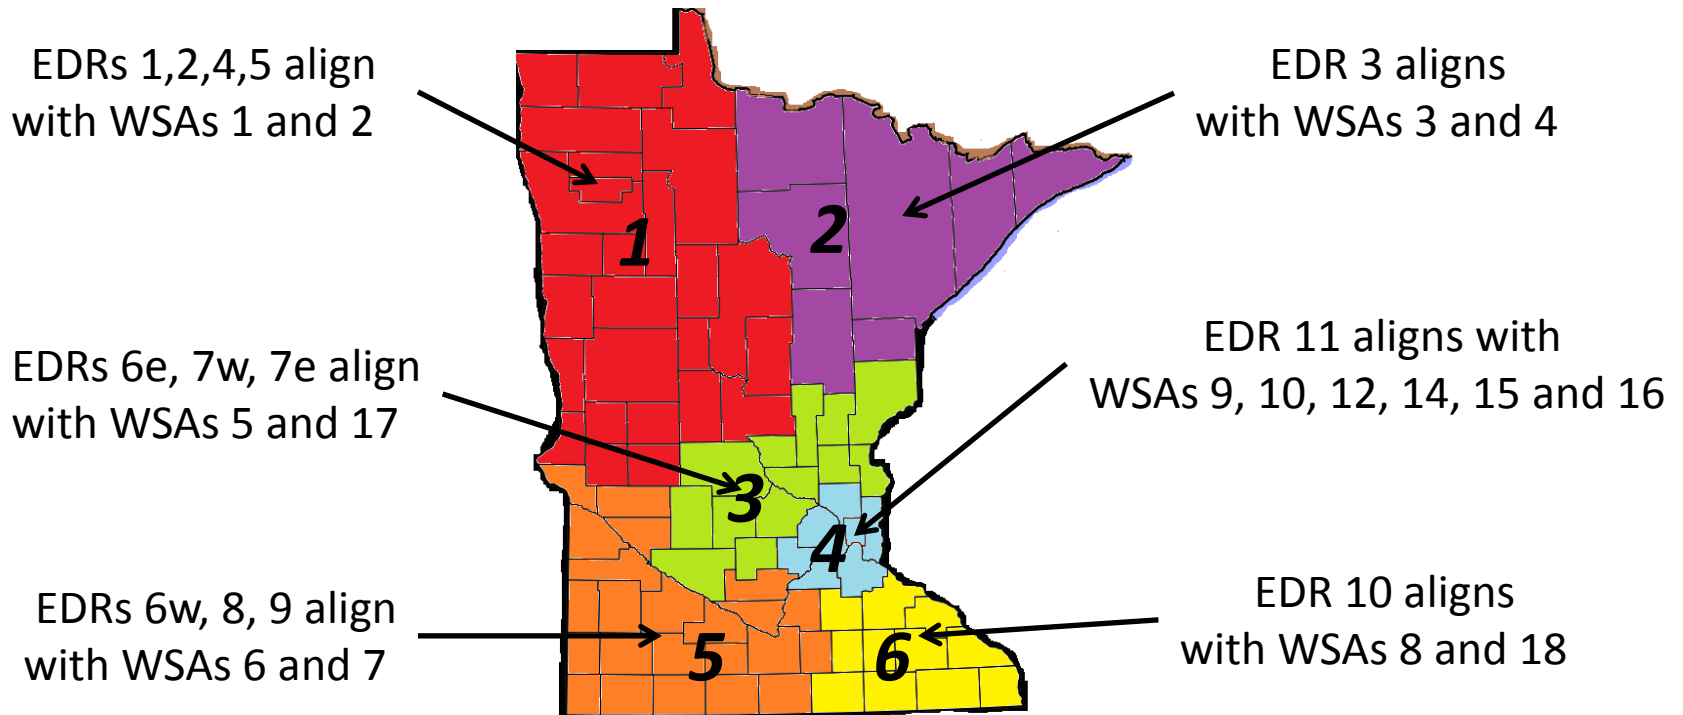 EDRs 1,2,4,5 align
with WSAs 1 and 2
EDR 3 aligns
with WSAs 3 and 4
1
2
EDRs 6e, 7w, 7e align
with WSAs 5 and 17
EDR 11 aligns with
WSAs 9, 10, 12, 14, 15 and 16
3
4
EDRs 6w, 8, 9 align
with WSAs 6 and 7
EDR 10 aligns
with WSAs 8 and 18
5
6